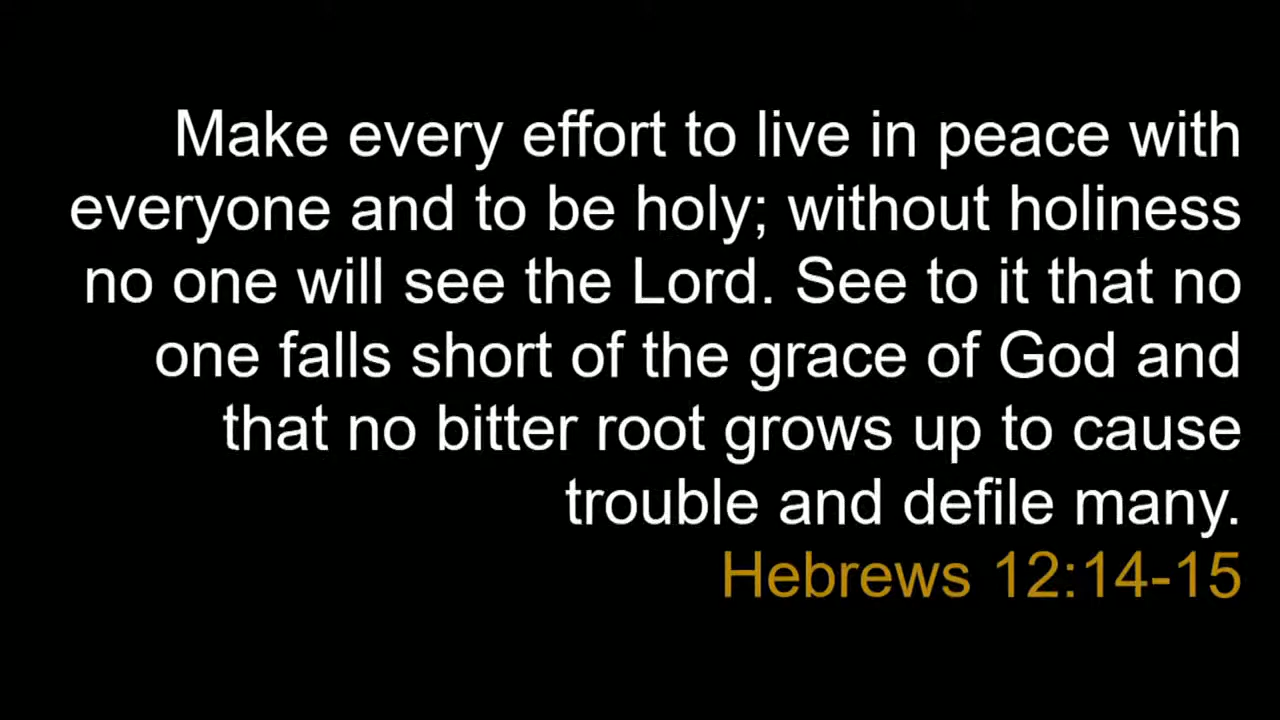 Make every effort to live in peace with
everyone and to be holy; without holiness
no one will see the Lord. See to it that no
one falls short of the grace of God and
that no bitter root grows up to cause
trouble and defile many.
Hebrews 12:14-15